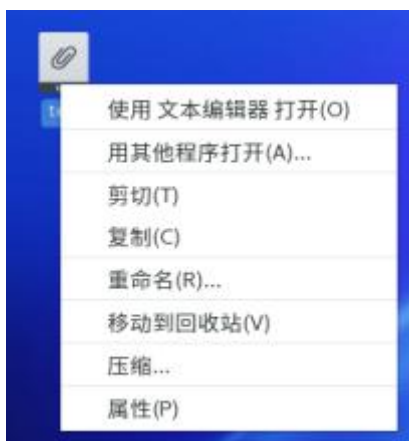 使用 文本编辑器 打开(O)
用其他程序打开(A)...
剪切(T)
复制(C)
重命名(R)...
移动到回收站(V)
压缩...
属性(P)